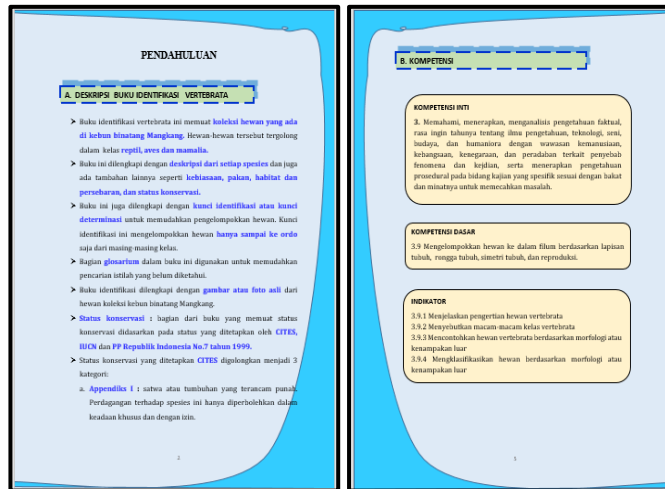 PENDAHULUAN
A. DESKRIPSI BUKU IDENTIFIKASI VERTEBRATA
➤ Buku identifikasi vertebrata ini memuat koleksi hewan yang ada
di kebun binatang Mangkang. Hewan-hewan tersebut tergolong
dalam kelas reptil, aves dan mamalia.
➤ Buku ini dilengkapi dengan deskripsi dari setiap spesies dan juga
ada tambahan lainnya seperti kebiasaan, pakan, habitat dan
persebaran, dan status konservasi.
➤ Buku ini juga dilengkapi dengan kunci identifikasi atau kunci
determinasi untuk memudahkan pengelompokkan hewan. Kunci
identifikasi ini mengelompokkan hewan hanya sampai ke ordo
saja dari masing-masing kelas.
➤ Bagian glosarium dalam buku ini digunakan untuk memudahkan
pencarian istilah yang belum diketahui.
➤ Buku identifikasi dilengkapi dengan gambar atau foto asli dari
hewan koleksi kebun binatang Mangkang.
➤ Status konservasi : bagian dari buku yang memuat status
konservasi didasarkan pada status yang ditetapkan oleh CITES,
IUCN dan PP Republik Indonesia No.7 tahun 1999.
➤ Status konservasi yang ditetapkan CITES digolongkan menjadi 3
kategori:
a. Appendiks I : satwa atau tumbuhan yang terancam punah.
Perdagangan terhadap spesies ini hanya diperbolehkan dalam
keadaan khusus dan dengan izin.
2
B. KOMPETENSI
KOMPETENSI INTI
3. Memahami, menerapkan, menganalisis pengetahuan faktual,
rasa ingin tahunya tentang ilmu pengetahuan, teknologi, seni,
budaya, dan humaniora dengan wawasan kemanusiaan,
kebangsaan, kenegaraan, dan peradaban terkait penyebab
fenomena dan kejdian, serta menerapkan pengetahuan
prosedural pada bidang kajian yang spesifik sesuai dengan bakat
dan minatnya untuk memecahkan masalah.
KOMPETENSI DASAR
3.9 Mengelompokkan hewan ke dalam filum berdasarkan lapisan
tubuh, rongga tubuh, simetri tubuh, dan reproduksi.
INDIKATOR
3.9.1 Menjelaskan pengertian hewan vertebrata
3.9.2 Menyebutkan macam-macam kelas vertebrata
3.9.3 Mencontohkan hewan vertebrata berdasarkan morfologi atau
kenampakan luar
3.9.4 Mengklasifikasikan hewan berdasarkan morfologi atau
kenampakan luar